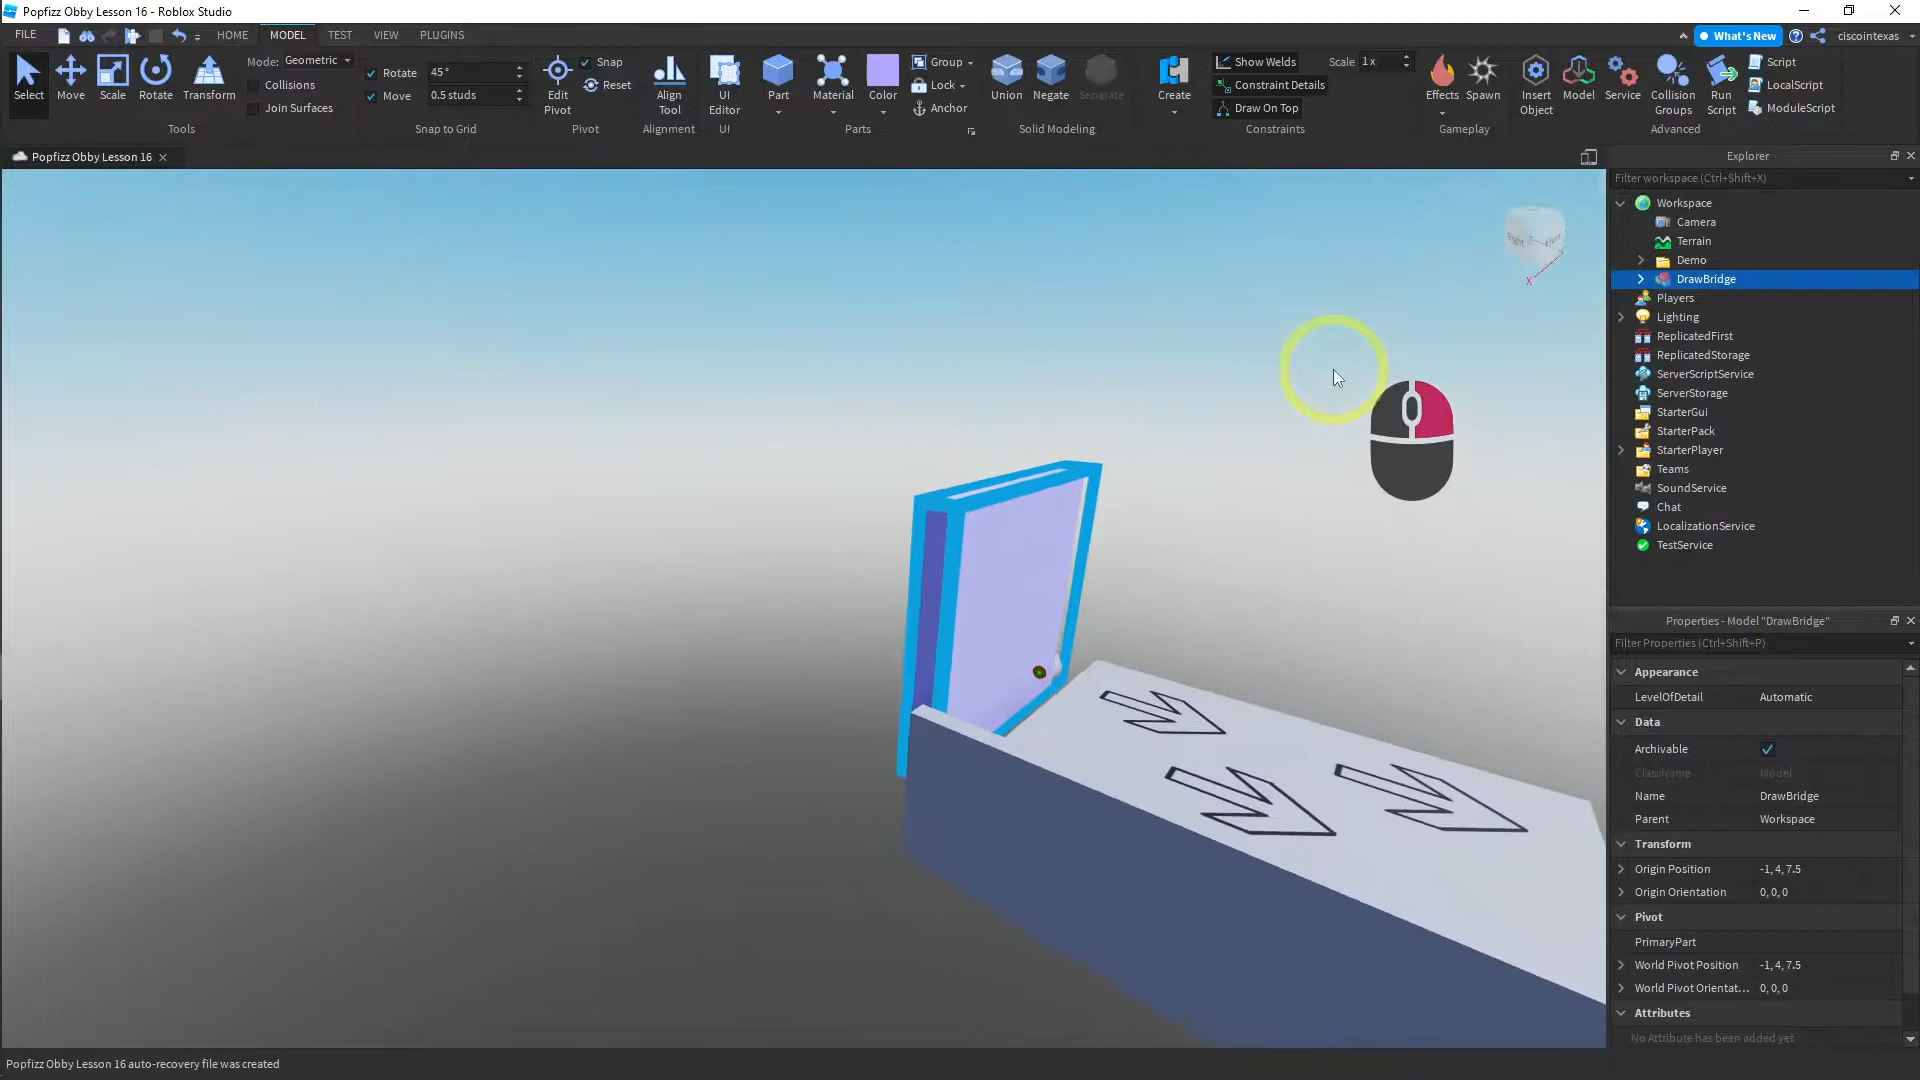 Popfizz Obby Lesson 16 - Roblox Studio
FILE HOME MODEL TEST VIEW PLUGINS What's New ciscointexas
Select Move Scale Rotate Transform
Mode: Geometric
Collisions
Join Surfaces
Tools
Rotate 45°
Move 0.5 studs
Snap to Grid
Edit Pivot
Snap
Reset
Pivot
Align Tool
Alignment
UI Editor
UI
Part Material Color
Group
Lock
Anchor
Parts
Union Negate Separate
Solid Modeling
Create
Show Welds
Constraint Details
Draw On Top
Scale 1x
Constraints
Effects Spawn
Gameplay
Insert Object
Model
Service
Collision Groups
Run Script
Script
LocalScript
ModuleScript
Advanced
Popfizz Obby Lesson 16
Explorer
Filter workspace (Ctrl+Shift+X)
Workspace
Camera
Terrain
Demo
DrawBridge
Players
Lighting
ReplicatedFirst
ReplicatedStorage
ServerScriptService
ServerStorage
StarterGui
StarterPack
StarterPlayer
Teams
SoundService
Chat
LocalizationService
TestService
X
Properties - Model "DrawBridge"
Filter Properties (Ctrl+Shift+P)
Appearance
LevelOfDetail Automatic
Data
Archivable
ClassName Model
Name DrawBridge
Parent Workspace
Transform
Origin Position -1, 4, 7.5
Origin Orientation 0, 0, 0
Pivot
PrimaryPart
World Pivot Position -1, 4, 7.5
World Pivot Orientat... 0, 0, 0
Attributes
No Attribute has been added yet
Popfizz Obby Lesson 16 auto-recovery file was created